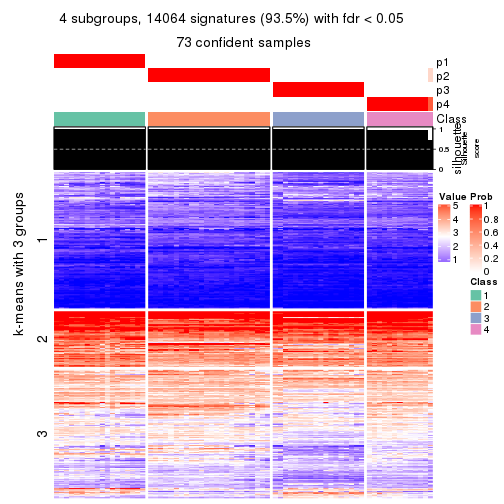 4 subgroups, 14064 signatures (93.5%) with fdr < 0.05
73 confident samples
p1
p2
p3
p4
Class
1
0.5
0
silhouette
Silhouette
score
k-means with 3 groups
1
2
3
Value
5
4
3
2
1
Prob
1
0.8
0.6
0.4
0.2
0
Class
1
2
3
4